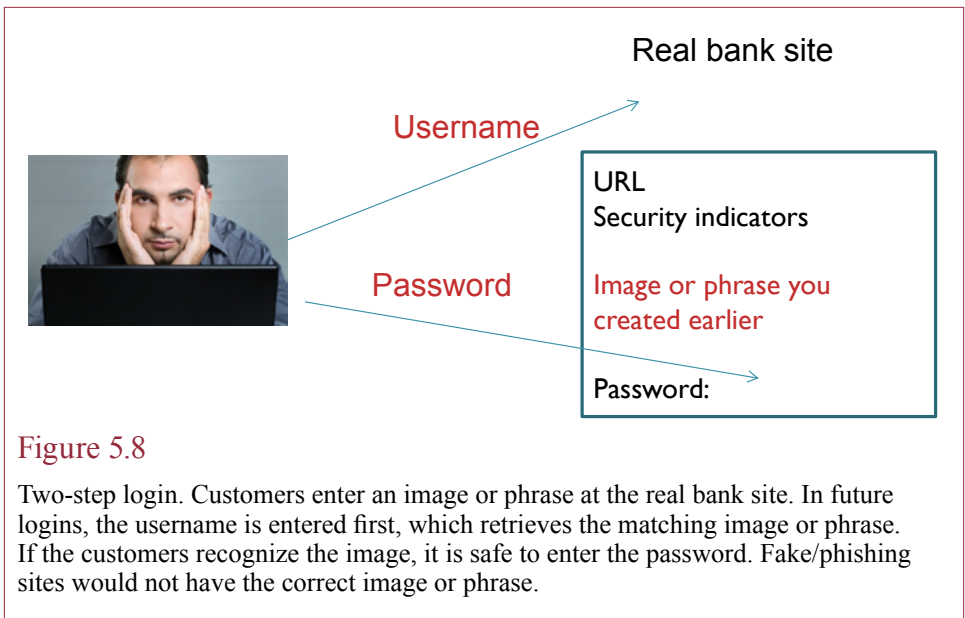 Real bank site
Username
URL
Security indicators
Password
Image or phrase you
created earlier
Password:
Figure 5.8
Two-step login. Customers enter an image or phrase at the real bank site. In future
logins, the username is entered first, which retrieves the matching image or phrase.
If the customers recognize the image, it is safe to enter the password. Fake/phishing
sites would not have the correct image or phrase.